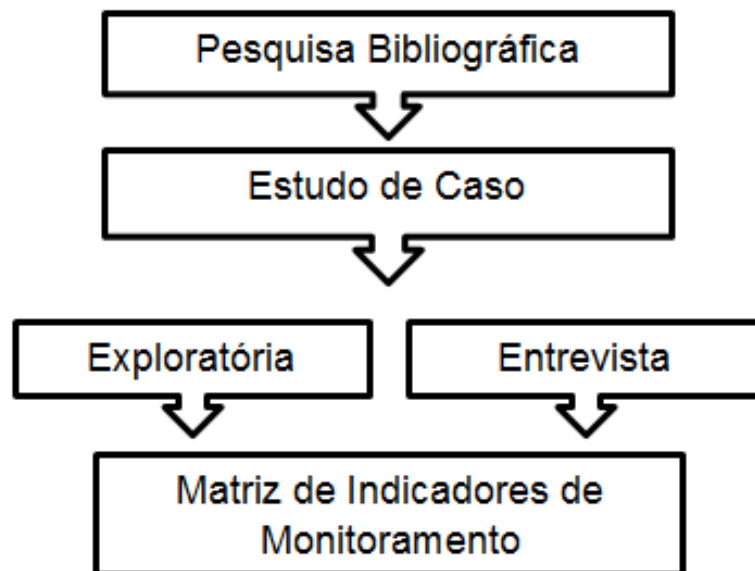 Pesquisa Bibliográfica
Estudo de Caso
Exploratória
Entrevista
Matriz de Indicadores de
Monitoramento